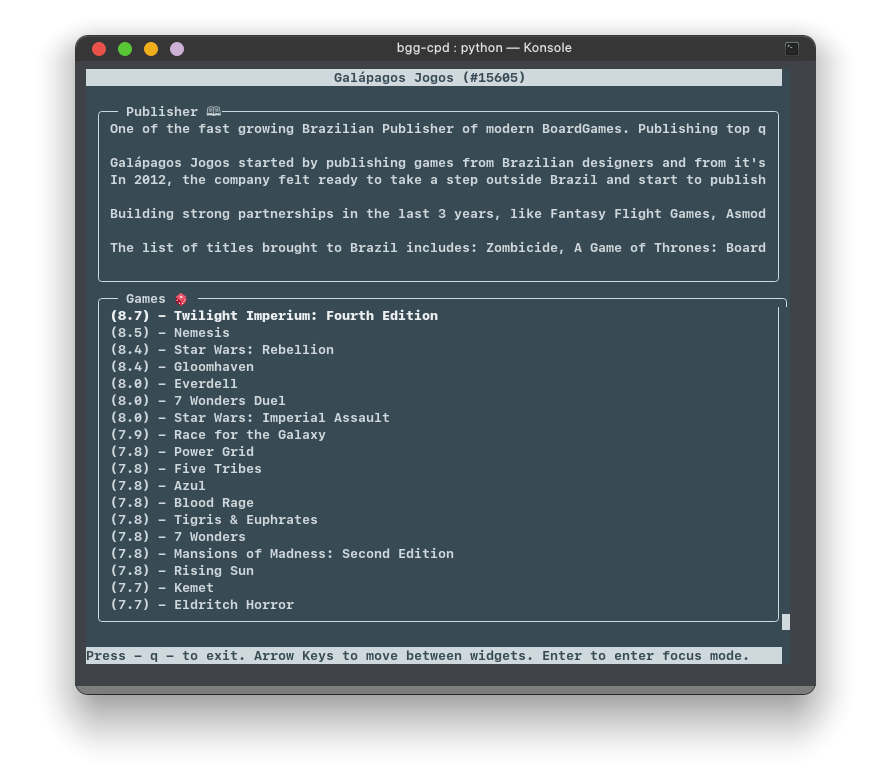 bgg-cpd : python — Konsole
Galápagos Jogos (#15605)
Publisher 📖
One of the fast growing Brazilian Publisher of modern BoardGames. Publishing top q
Galápagos Jogos started by publishing games from Brazilian designers and from it's
In 2012, the company felt ready to take a step outside Brazil and start to publish
Building strong partnerships in the last 3 years, like Fantasy Flight Games, Asmod
The list of titles brought to Brazil includes: Zombicide, A Game of Thrones: Board
Games 🎲
(8.7) - Twilight Imperium: Fourth Edition
(8.5) - Nemesis
(8.4) - Star Wars: Rebellion
(8.4) - Gloomhaven
(8.0) - Everdell
(8.0) - 7 Wonders Duel
(8.0) - Star Wars: Imperial Assault
(7.9) - Race for the Galaxy
(7.8) - Power Grid
(7.8) - Five Tribes
(7.8) - Azul
(7.8) - Blood Rage
(7.8) - Tigris & Euphrates
(7.8) - 7 Wonders
(7.8) - Mansions of Madness: Second Edition
(7.8) - Rising Sun
(7.7) - Kemet
(7.7) - Eldritch Horror
Press - q - to exit. Arrow Keys to move between widgets. Enter to enter focus mode.